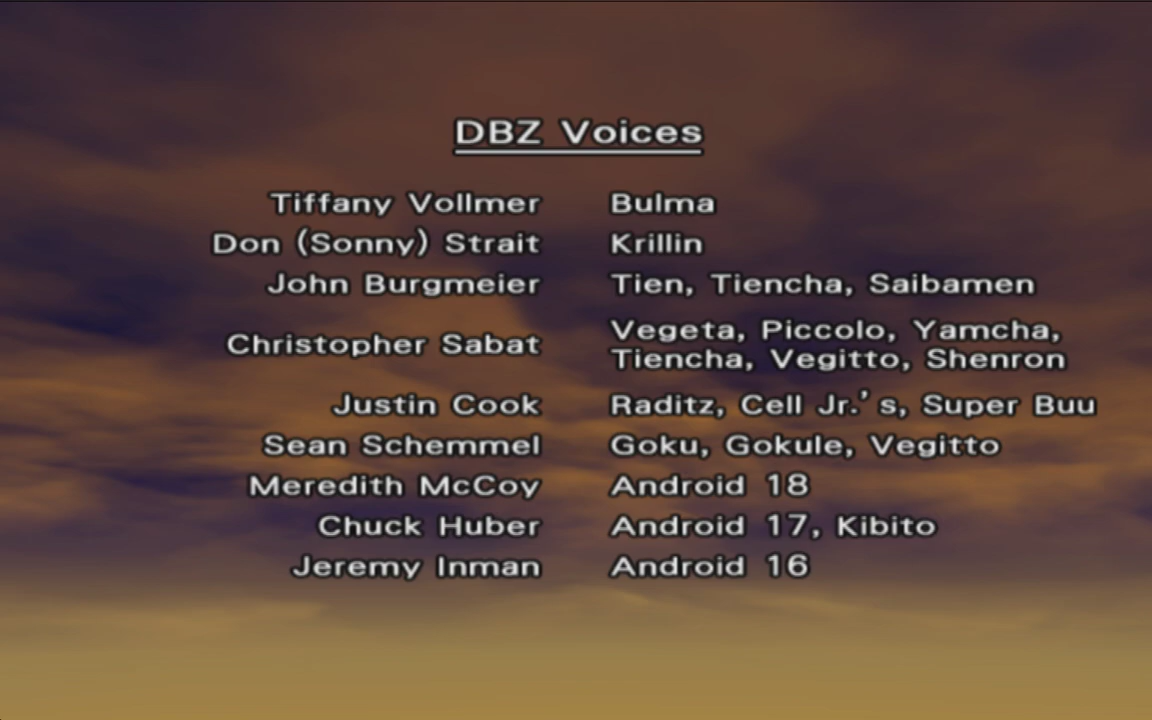 DBZ Voices
Tiffany Vollmer Bulma
Don (Sonny) Strait Krillin
John Burgmeier Tien, Tiencha, Saibamen
Christopher Sabat Vegeta, Piccolo, Yamcha,
Tiencha, Vegitto, Shenron
Justin Cook Raditz, Cell Jr.'s, Super Buu
Sean Schemmel Goku, Gokule, Vegitto
Meredith McCoy Android 18
Chuck Huber Android 17, Kibito
Jeremy Inman Android 16